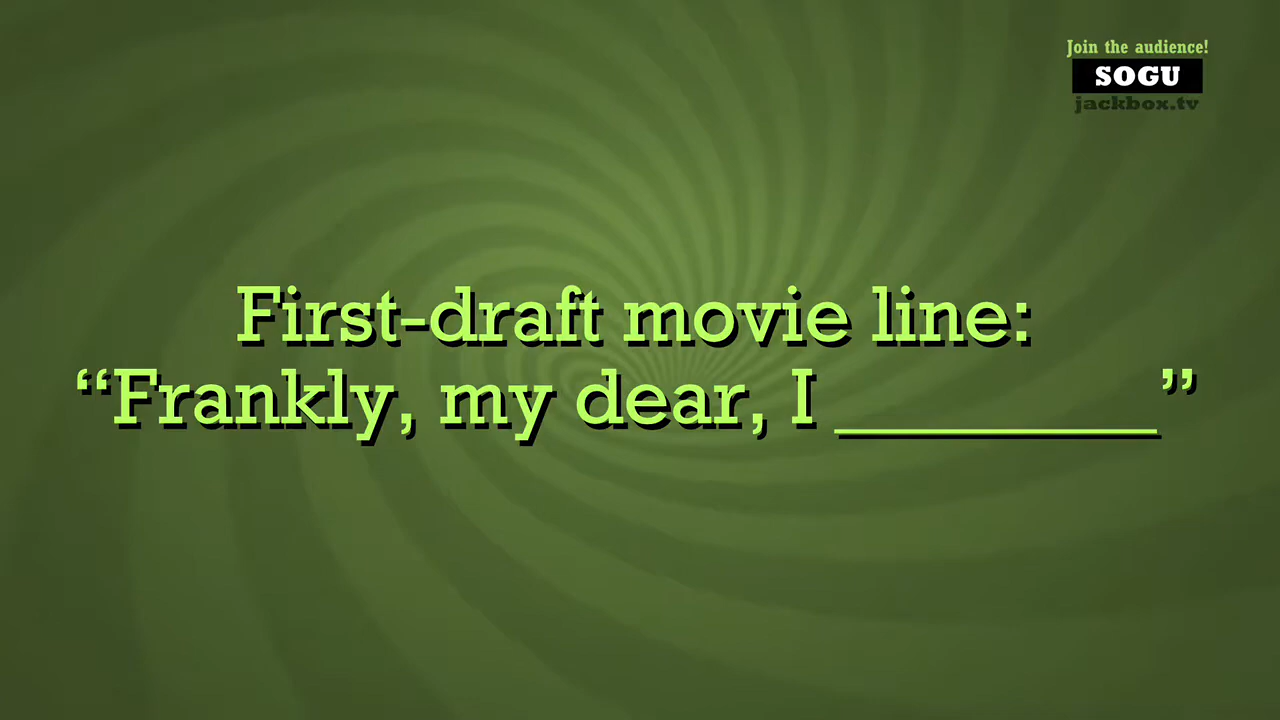 Join the audience!
SOGU
jackbox.tv
First-draft movie line:
“Frankly, my dear, I ________”